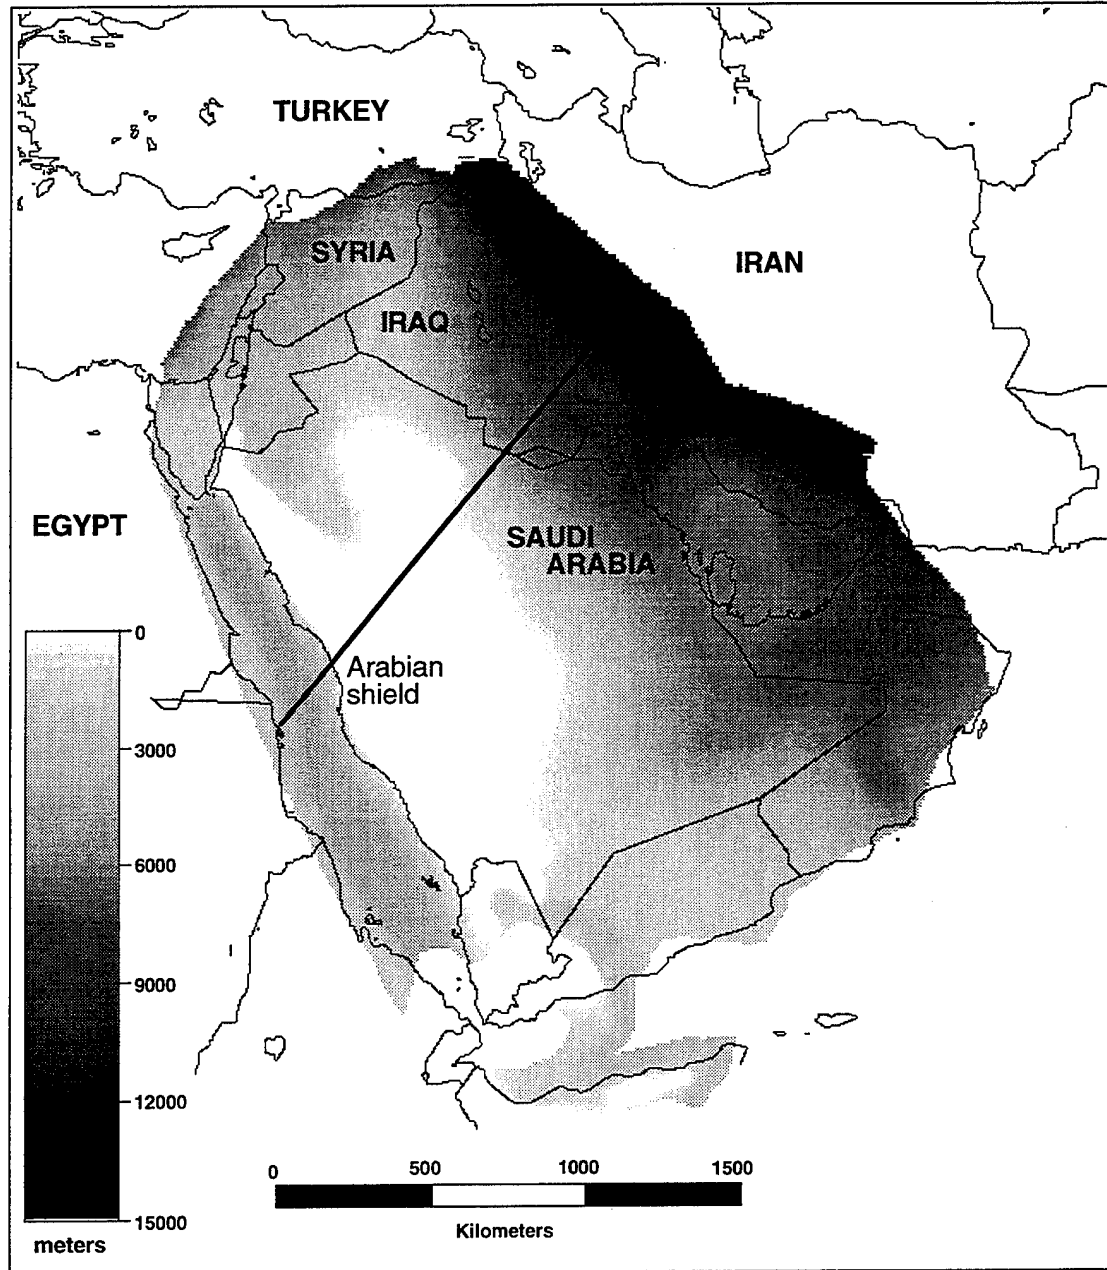 TURKEY
SYRIA
IRAN
IRAQ
EGYPT
SAUDI
ARABIA
Arabian
shield
0
3000
6000
9000
12000
15000
meters
0 500 1000 1500
Kilometers